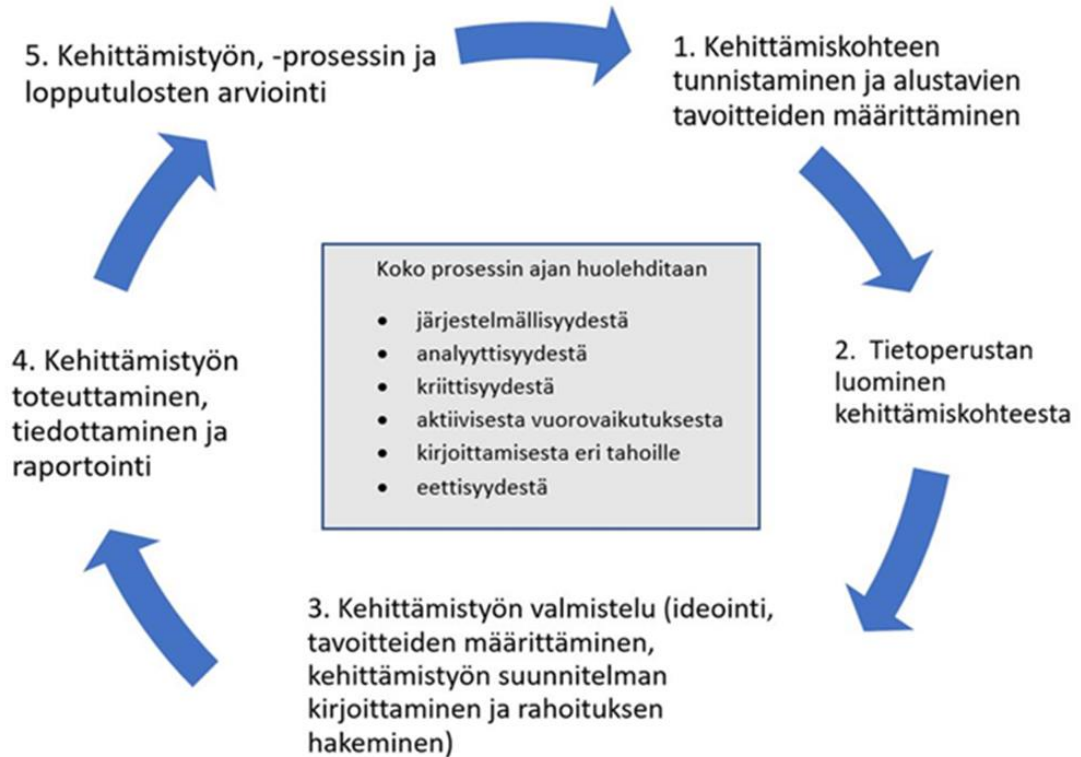 5. Kehittämistyön, -prosessin ja
lopputulosten arviointi
1. Kehittämiskohteen
tunnistaminen ja alustavien
tavoitteiden määrittäminen
Koko prosessin ajan huolehditaan
• järjestelmällisyydestä
• analyyttisyydestä
• kriittisyydestä
• aktiivisesta vuorovaikutuksesta
• kirjoittamisesta eri tahoille
• eettisyydestä
2. Tietoperustan
luominen
kehittämiskohteesta
4. Kehittämistyön
toteuttaminen,
tiedottaminen ja
raportointi
3. Kehittämistyön valmistelu (ideointi,
tavoitteiden määrittäminen,
kehittämistyön suunnitelman
kirjoittaminen ja rahoituksen
hakeminen)